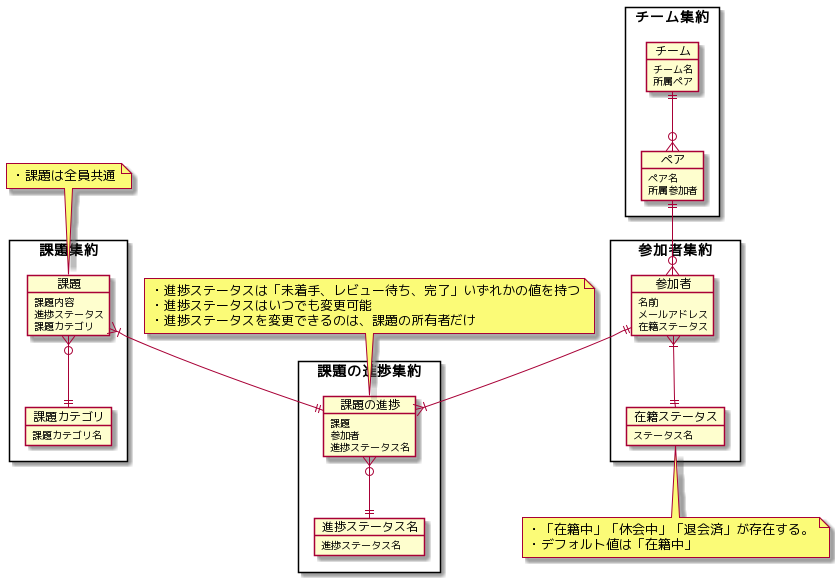 チーム集約
チーム
チーム名
所属ペア
ペア
ペア名
所属参加者
・課題は全員共通
課題集約
課題
課題内容
進捗ステータス
課題カテゴリ
課題カテゴリ
課題カテゴリ名
・進捗ステータスは「未着手、レビュー待ち、完了」いずれかの値を持つ
・進捗ステータスはいつでも変更可能
・進捗ステータスを変更できるのは、課題の所有者だけ
課題の進捗集約
課題の進捗
課題
参加者
進捗ステータス名
進捗ステータス名
進捗ステータス名
参加者集約
参加者
名前
メールアドレス
在籍ステータス
在籍ステータス
ステータス名
・「在籍中」「休会中」「退会済」が存在する。
・デフォルト値は「在籍中」